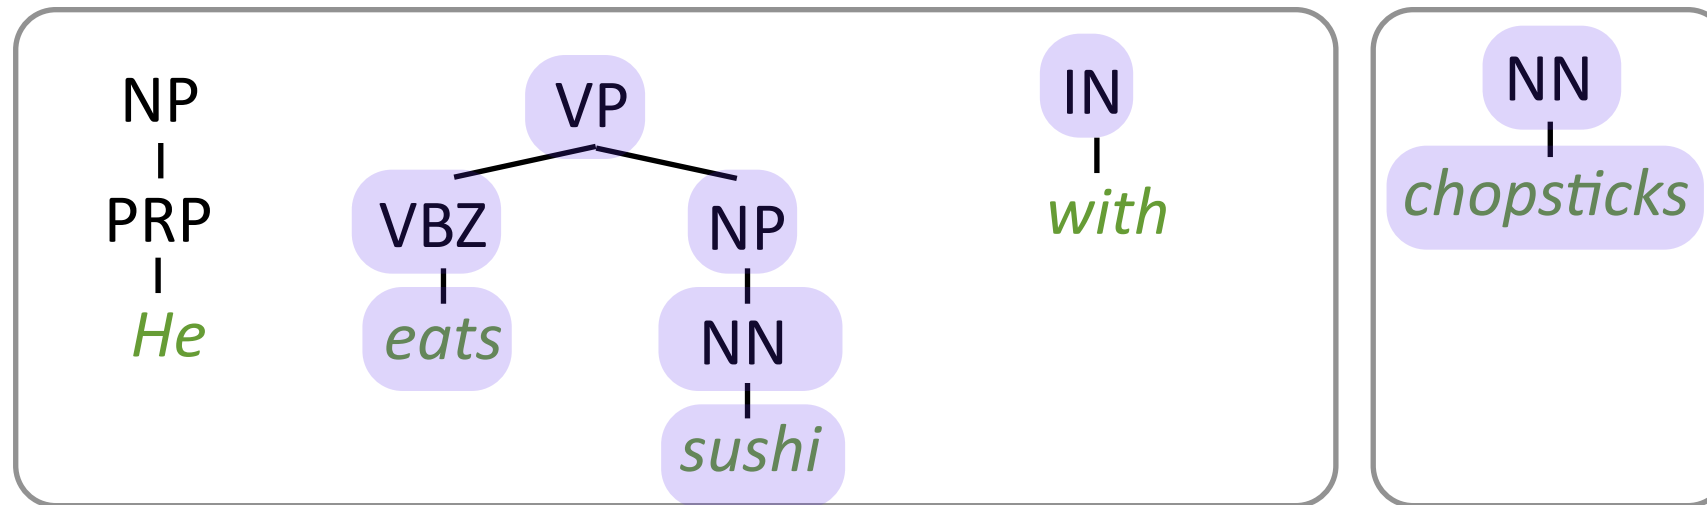 NP
PRP
He
VP
VBZ NP
eats NN
sushi
IN
with
NN
chopsticks